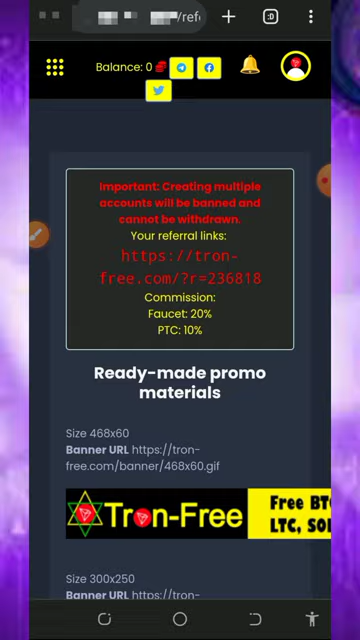 /refe
:D
Balance: 0
Important: Creating multiple
accounts will be banned and
cannot be withdrawn.
Your referral links:
https://tron-
free.com/?r=236818
Commission:
Faucet: 20%
PTC: 10%
Ready-made promo
materials
Size 468x60
Banner URL https://tron-
free.com/banner/468x60.gif
Tron-Free
Free BT
LTC, SOL
Size 300x250
Banner URL https://tron-